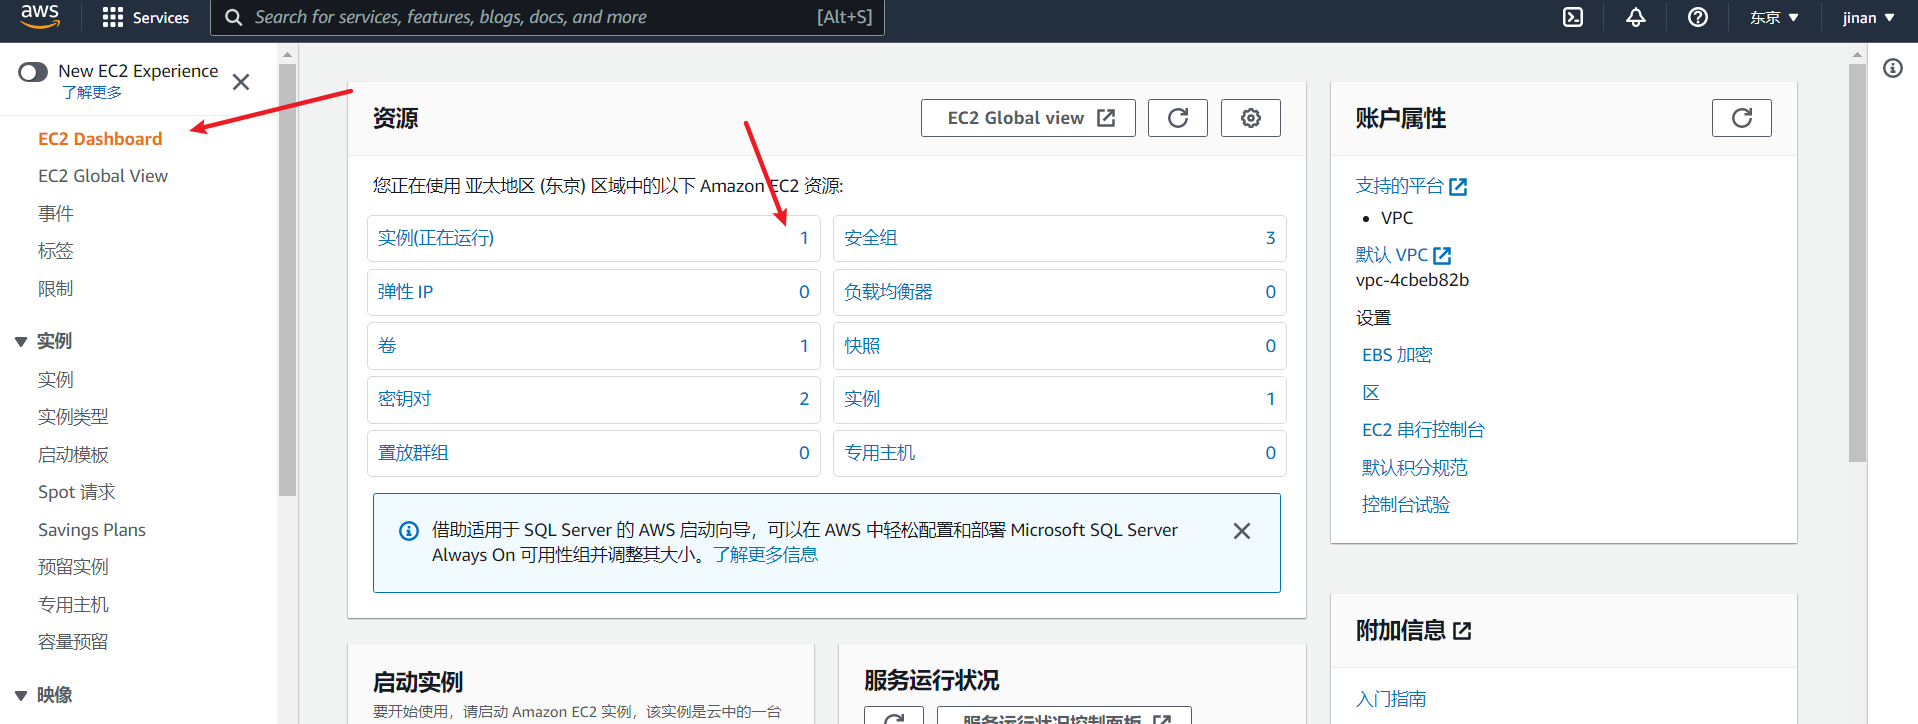 aws
Services
Search for services, features, blogs, docs, and more
[Alt+S]
东京
jinan
New EC2 Experience
了解更多
EC2 Dashboard
EC2 Global View
事件
标签
限制
实例
实例
实例类型
启动模板
Spot 请求
Savings Plans
预留实例
专用主机
容量预留
映像
资源
EC2 Global view
您正在使用 亚太地区 (东京) 区域中的以下 Amazon EC2 资源:
实例(正在运行) 1
安全组 3
弹性 IP 0
负载均衡器 0
卷 1
快照 0
密钥对 2
实例 1
置放群组 0
专用主机 0
借助适用于 SQL Server 的 AWS 启动向导，可以在 AWS 中轻松配置和部署 Microsoft SQL Server
Always On 可用性组并调整其大小。了解更多信息
启动实例
要开始使用，请启动 Amazon EC2 实例，该实例是云中的一台
服务运行状况
服务运行状况控制面板
账户属性
支持的平台
VPC
默认 VPC
vpc-4cbeb82b
设置
EBS 加密
区
EC2 串行控制台
默认积分规范
控制台试验
附加信息
入门指南